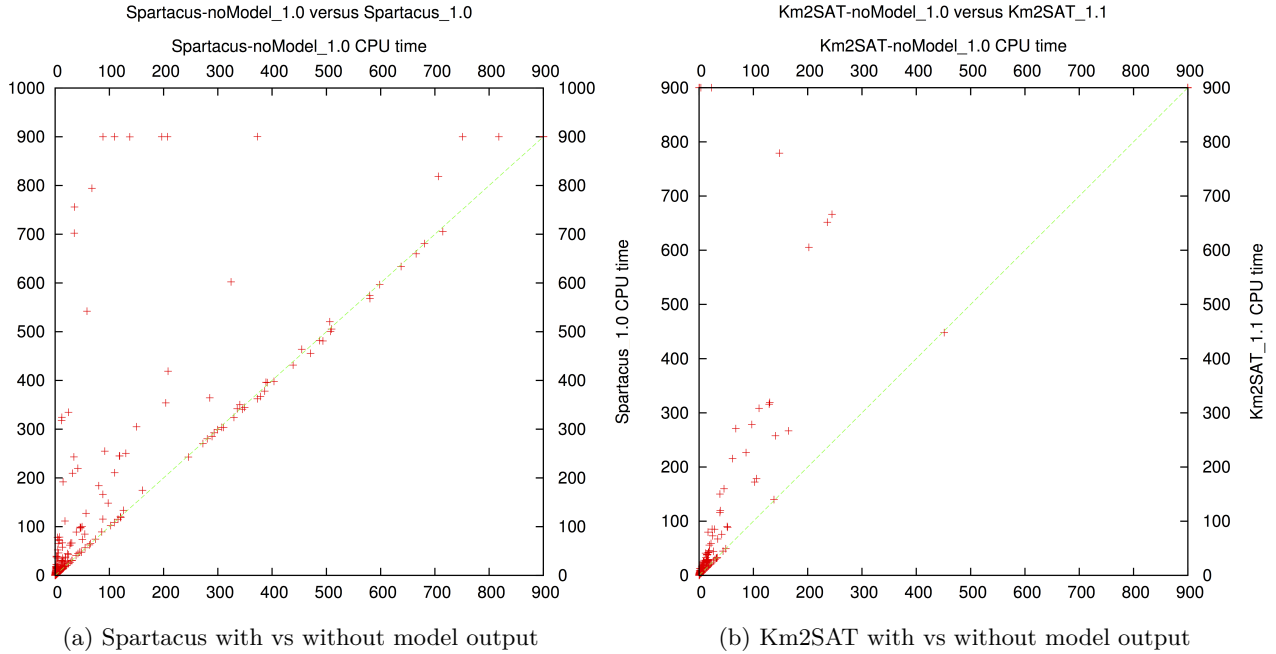 Spartacus-noModel_1.0 versus Spartacus_1.0
Spartacus-noModel_1.0 CPU time
0 100 200 300 400 500 600 700 800 900
1000 1000
900 900
800 800
700 700
600 600
500 500
400 400
300 300
200 200
100 100
0 0
0 100 200 300 400 500 600 700 800 900
Spartacus 1.0 CPU time
(a) Spartacus with vs without model output
Km2SAT-noModel_1.0 versus Km2SAT_1.1
Km2SAT-noModel_1.0 CPU time
0 100 200 300 400 500 600 700 800 900
900 900
800 800
700 700
600 600
500 500
400 400
300 300
200 200
100 100
0 0
0 100 200 300 400 500 600 700 800 900
Km2SAT_1.1 CPU time
(b) Km2SAT with vs without model output